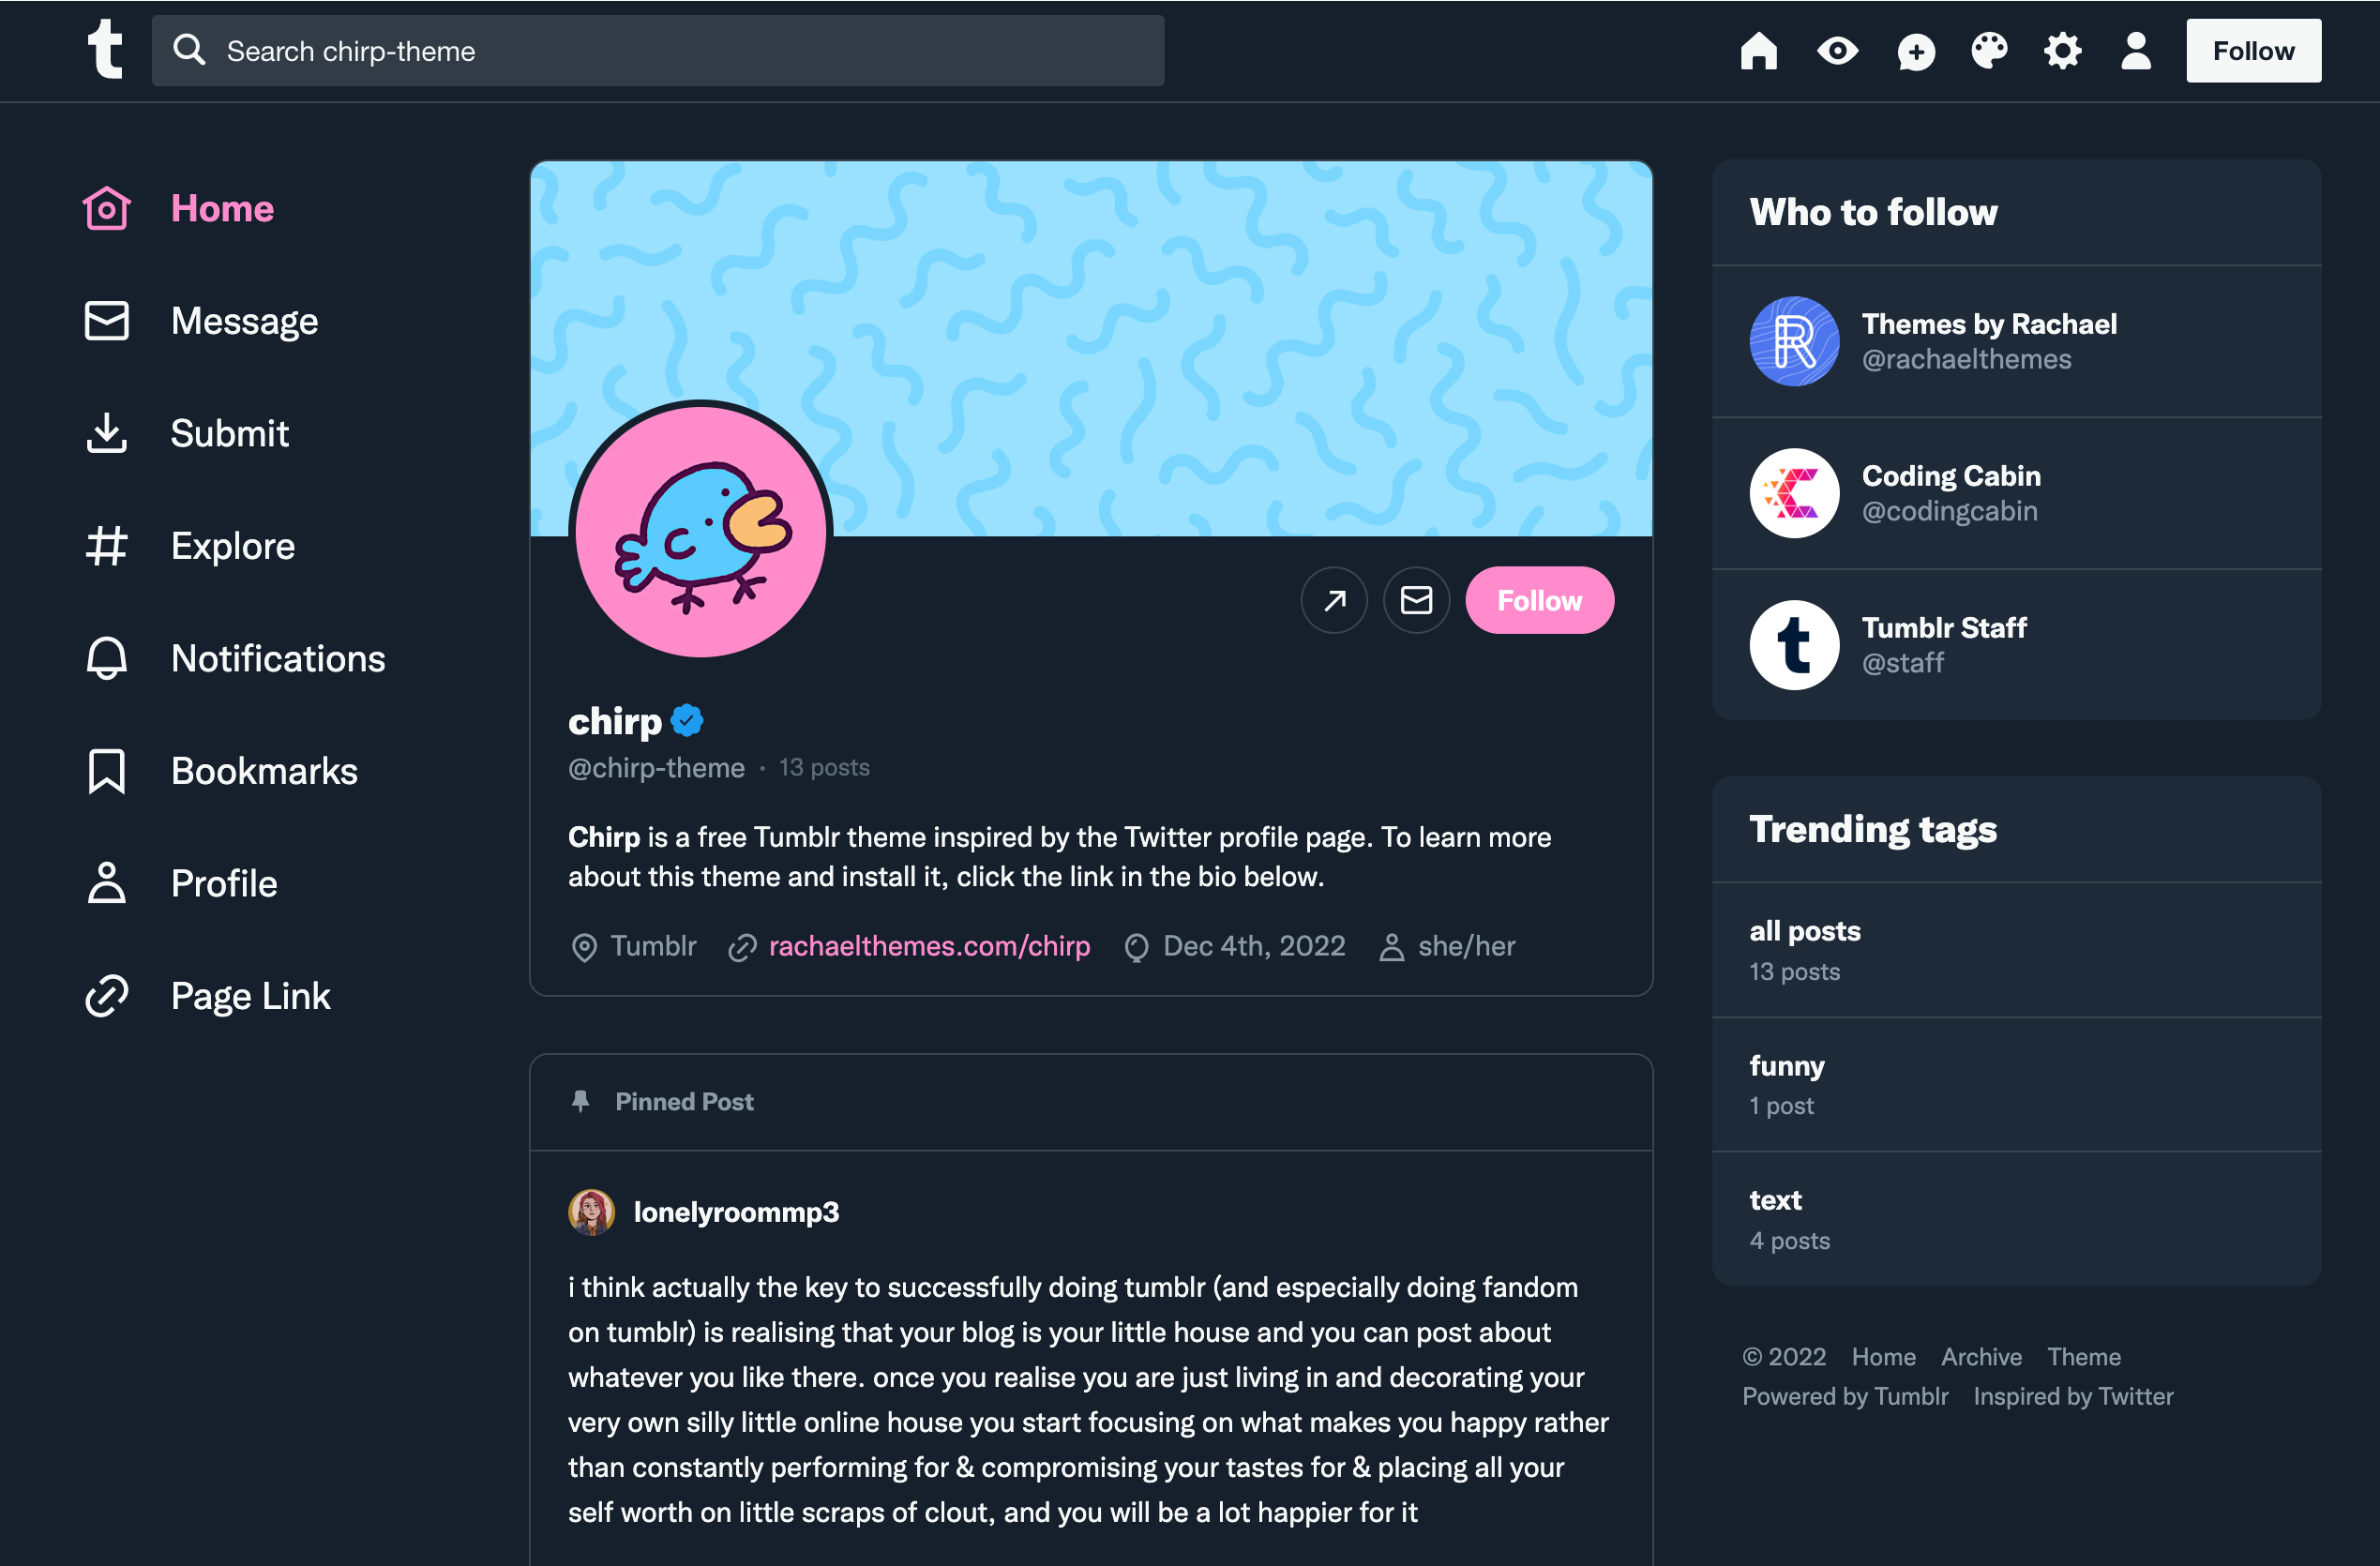 t
Search chirp-theme
Follow
Home
Message
Submit
Explore
Notifications
Bookmarks
Profile
Page Link
Follow
chirp
@chirp-theme · 13 posts
Chirp is a free Tumblr theme inspired by the Twitter profile page. To learn more
about this theme and install it, click the link in the bio below.
Tumblr rachaelthemes.com/chirp Dec 4th, 2022 she/her
Pinned Post
lonelyroommp3
i think actually the key to successfully doing tumblr (and especially doing fandom
on tumblr) is realising that your blog is your little house and you can post about
whatever you like there. once you realise you are just living in and decorating your
very own silly little online house you start focusing on what makes you happy rather
than constantly performing for & compromising your tastes for & placing all your
self worth on little scraps of clout, and you will be a lot happier for it
Who to follow
R
Themes by Rachael
@rachaelthemes
C
Coding Cabin
@codingcabin
t
Tumblr Staff
@staff
Trending tags
all posts
13 posts
funny
1 post
text
4 posts
© 2022 Home Archive Theme
Powered by Tumblr Inspired by Twitter